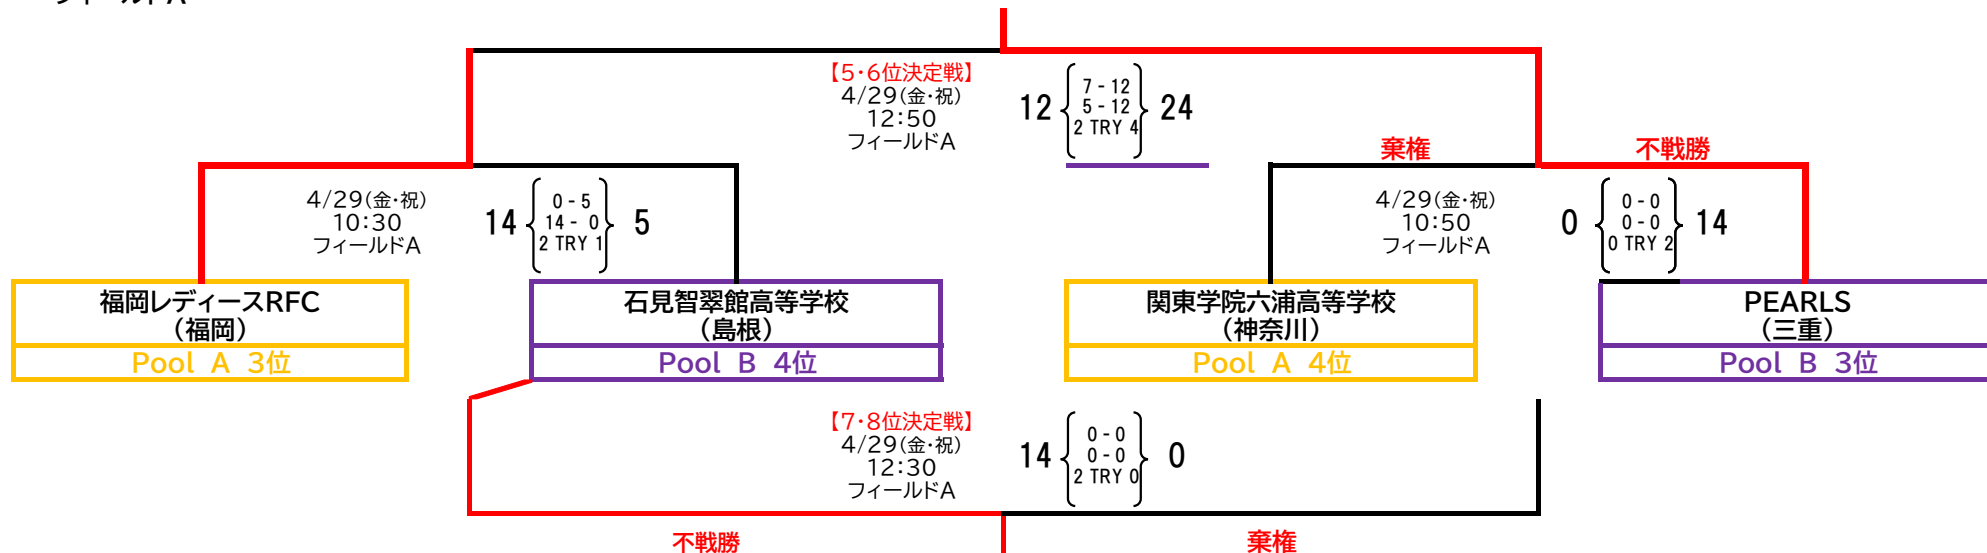 フィールドA
【5・6位決定戦】
4/29(金・祝)
12:50
フィールドA
12
7 - 12
5 - 12
2 TRY 4
24
棄権
不戦勝
4/29(金・祝)
10:30
フィールドA
14
0 - 5
14 - 0
2 TRY 1
5
4/29(金・祝)
10:50
フィールドA
0
0 - 0
0 - 0
0 TRY 2
14
福岡レディースRFC
(福岡)
Pool A 3位
石見智翠館高等学校
(島根)
Pool B 4位
関東学院六浦高等学校
(神奈川)
Pool A 4位
PEARLS
(三重)
Pool B 3位
【7・8位決定戦】
4/29(金・祝)
12:30
フィールドA
14
0 - 0
0 - 0
2 TRY 0
0
不戦勝
棄権